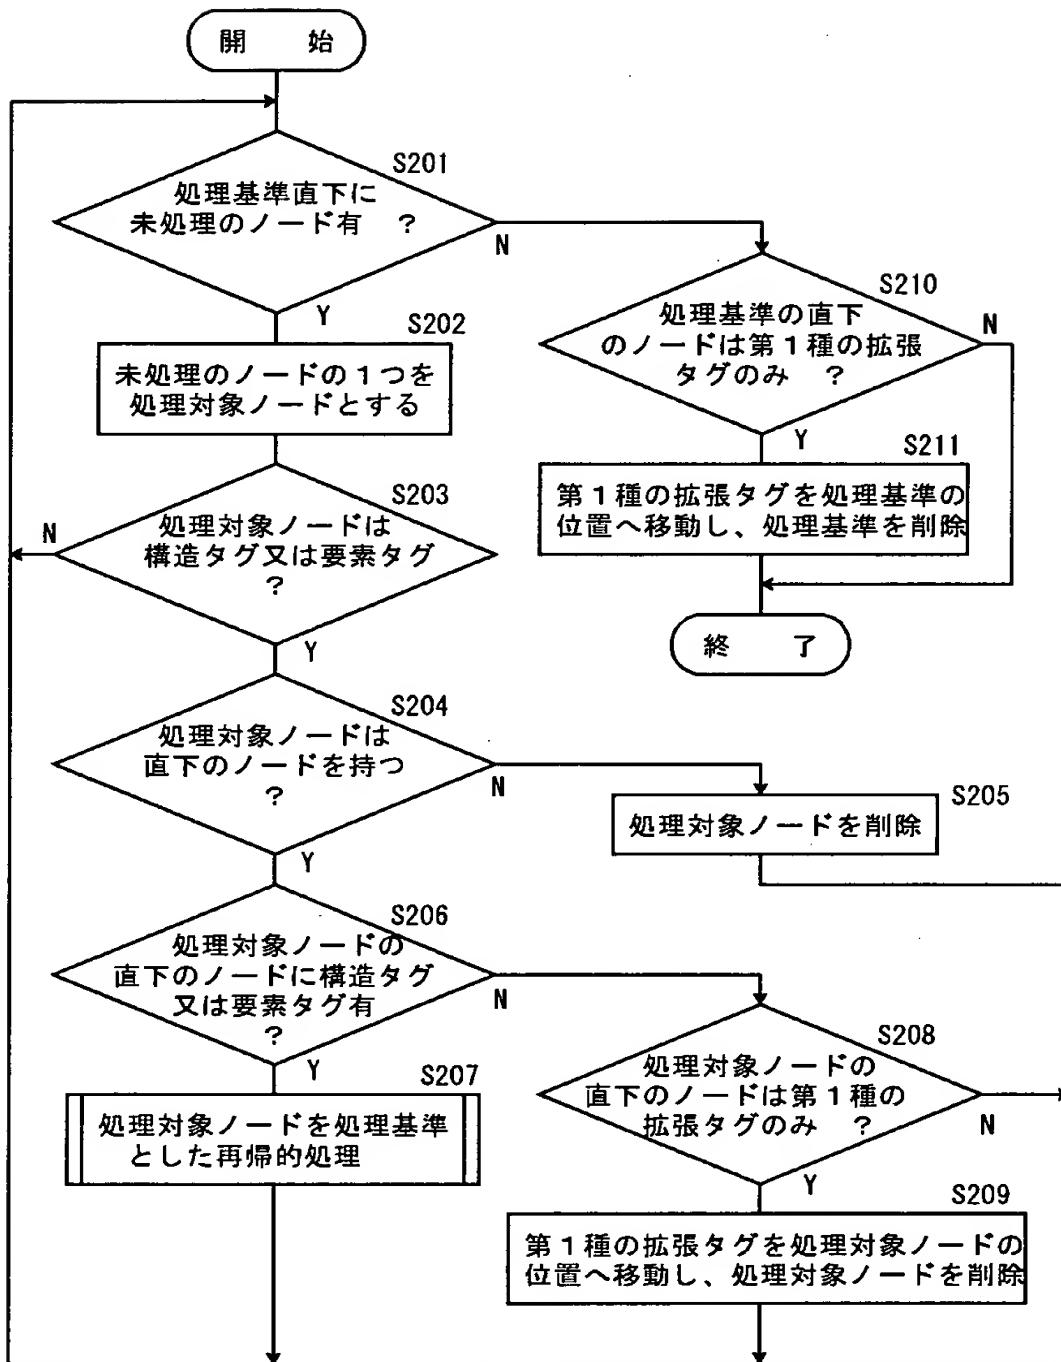 開　　始
S201
処理基準直下に
未処理のノード有　？
N
Y
S210
処理基準の直下
のノードは第１種の拡張
タグのみ　？
N
Y
S202
未処理のノードの１つを
処理対象ノードとする
S211
第１種の拡張タグを処理基準の
位置へ移動し、処理基準を削除
S203
処理対象ノードは
構造タグ又は要素タグ
？
N
Y
終　　了
S204
処理対象ノードは
直下のノードを持つ
？
N
Y
S205
処理対象ノードを削除
S206
処理対象ノードの
直下のノードに構造タグ
又は要素タグ有
？
N
Y
S207
処理対象ノードを処理基準
とした再帰的処理
S208
処理対象ノードの
直下のノードは第１種の
拡張タグのみ　？
N
Y
S209
第１種の拡張タグを処理対象ノードの
位置へ移動し、処理対象ノードを削除